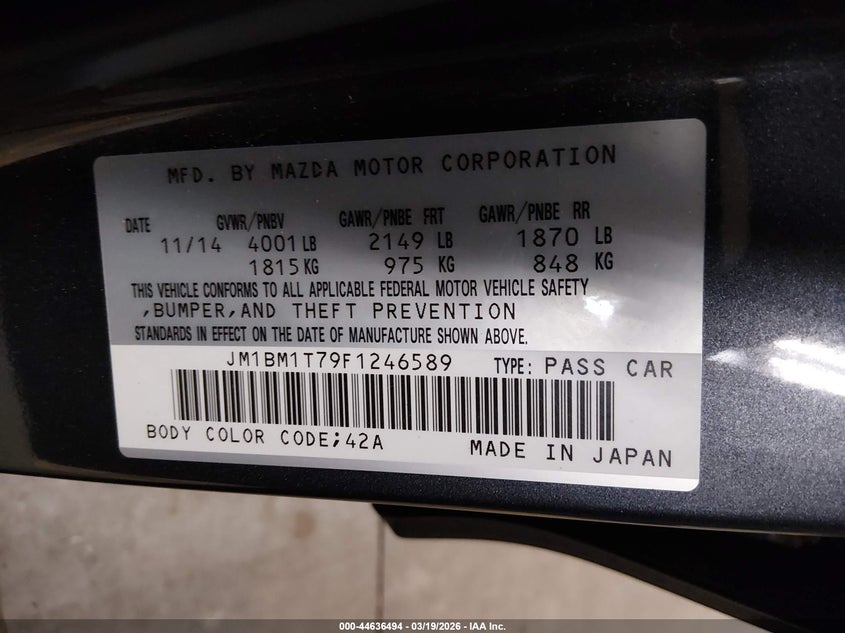 MFD. BY MAZDA MOTOR CORPORATION
DATE GVWR/PNBV GAWR/PNBE FRT GAWR/PNBE RR
11/14 4001 LB 2149 LB 1870 LB
1815 KG 975 KG 848 KG
THIS VEHICLE CONFORMS TO ALL APPLICABLE FEDERAL MOTOR VEHICLE SAFETY
,BUMPER,AND THEFT PREVENTION
STANDARDS IN EFFECT ON THE DATE OF MANUFACTURE SHOWN ABOVE.
JM1BM1T79F1246589 TYPE: PASS CAR
BODY COLOR CODE;42A MADE IN JAPAN
000-44636494 - 03/19/2026 - IAA Inc.